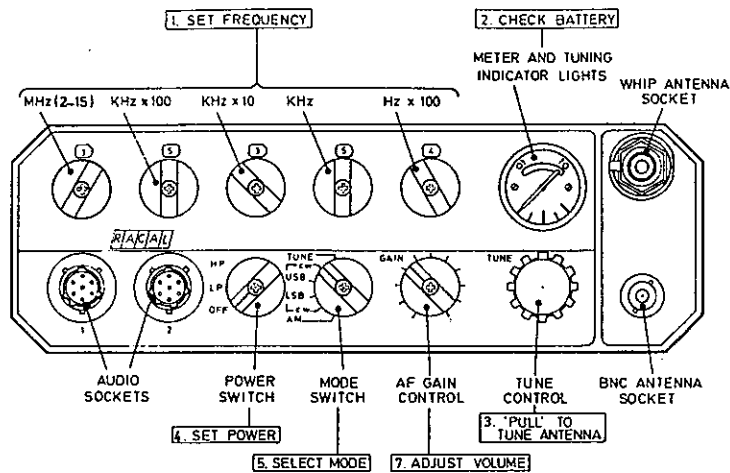 1. SET FREQUENCY
2. CHECK BATTERY
METER AND TUNING
INDICATOR LIGHTS
WHIP ANTENNA
SOCKET
MHz (2-15)
KHz x 100
KHz x 10
KHz
Hz x 100
5
3
5
4
RACAL
HP
LP
OFF
TUNE
CW
USB
LSB
CW
AM
GAIN
TUNE
1
2
AUDIO
SOCKETS
POWER
SWITCH
MODE
SWITCH
AF GAIN
CONTROL
TUNE
CONTROL
BNC ANTENNA
SOCKET
4. SET POWER
3. 'PULL' TO
TUNE ANTENNA
5. SELECT MODE
7. ADJUST VOLUME